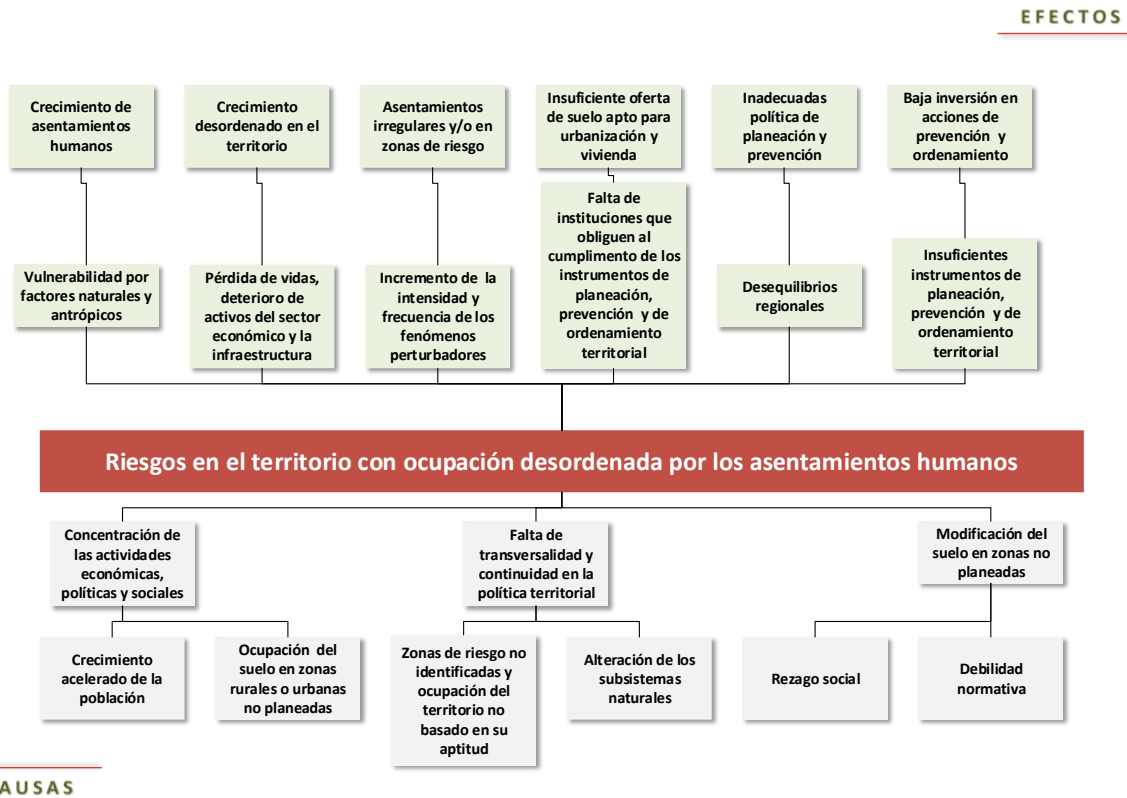 EFECTOS
Crecimiento de
asentamientos
humanos
Crecimiento
desordenado en el
territorio
Asentamientos
irregulares y/o en
zonas de riesgo
Insuficiente oferta
de suelo apto para
urbanización y
vivienda
Inadecuadas
política de
planeación y
prevención
Baja inversión en
acciones de
prevención y
ordenamiento
Vulnerabilidad por
factores naturales y
antrópicos
Pérdida de vidas,
deterioro de
activos del sector
económico y la
infraestructura
Incremento de la
intensidad y
frecuencia de los
fenómenos
perturbadores
Falta de
instituciones que
obliguen al
cumplimento de los
instrumentos de
planeación,
prevención y de
ordenamiento
territorial
Desequilibrios
regionales
Insuficientes
instrumentos de
planeación,
prevención y de
ordenamiento
territorial
Riesgos en el territorio con ocupación desordenada por los asentamientos humanos
Concentración de
las actividades
económicas,
políticas y sociales
Falta de
transversalidad y
continuidad en la
política territorial
Modificación del
suelo en zonas no
planeadas
Crecimiento
acelerado de la
población
Ocupación del
suelo en zonas
rurales o urbanas
no planeadas
Zonas de riesgo no
identificadas y
ocupación del
territorio no
basado en su
aptitud
Alteración de los
subsistemas
naturales
Rezago social
Debilidad
normativa
AUSAS